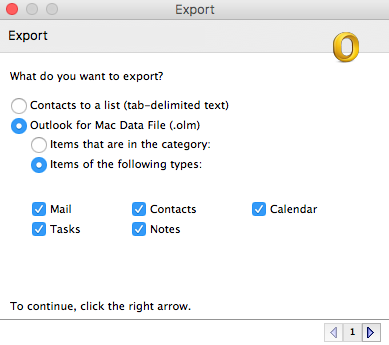 Export
Export
What do you want to export?
Contacts to a list (tab-delimited text)
Outlook for Mac Data File (.olm)
Items that are in the category:
Items of the following types:
Mail Contacts Calendar
Tasks Notes
To continue, click the right arrow.
1